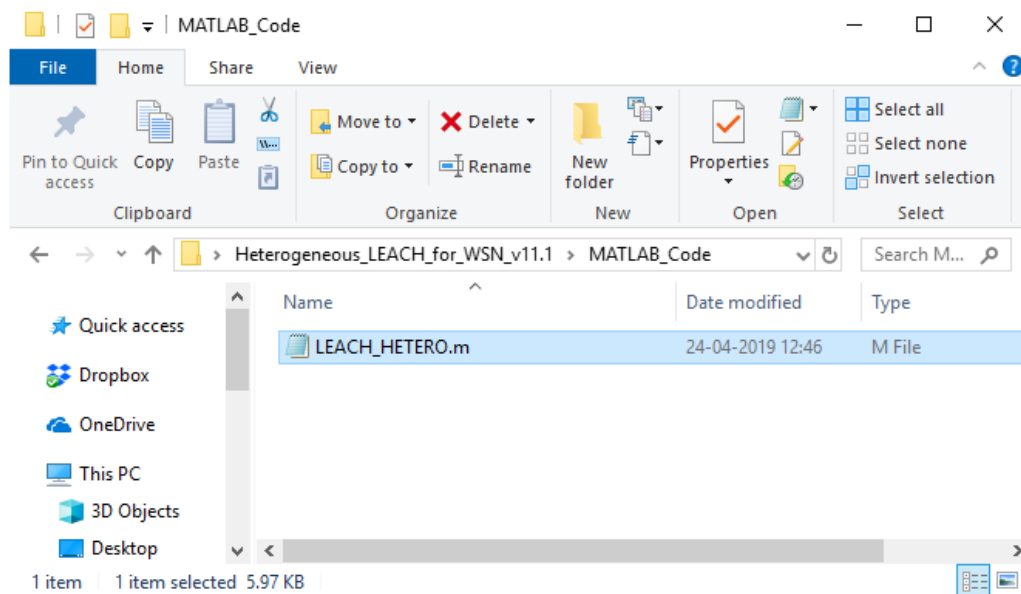 MATLAB_Code
File Home Share View
Pin to Quick access
Copy
Paste
Move to
Copy to
Delete
Rename
New folder
Properties
Select all
Select none
Invert selection
Clipboard Organize New Open Select
Heterogeneous_LEACH_for_WSN_v11.1 > MATLAB_Code
Search M...
Name Date modified Type
LEACH_HETERO.m 24-04-2019 12:46 M File
Quick access
Dropbox
OneDrive
This PC
3D Objects
Desktop
1 item 1 item selected 5.97 KB